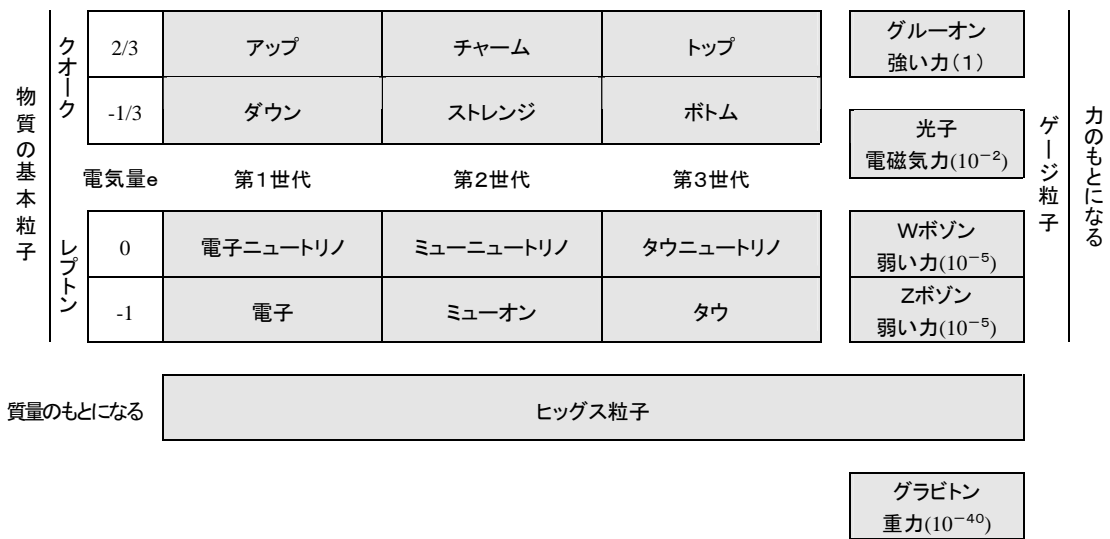 物質の基本粒子
クオーク
2/3 アップ チャーム トップ
-1/3 ダウン ストレンジ ボトム
電気量e 第1世代 第2世代 第3世代
レプトン
0 電子ニュートリノ ミューニュートリノ タウニュートリノ
-1 電子 ミューオン タウ
グルーオン
強い力(1)
光子
電磁気力(10⁻²)
Wボゾン
弱い力(10⁻⁵)
Zボゾン
弱い力(10⁻⁵)
ゲージ粒子
力のもとになる
質量のもとになる ヒッグス粒子
グラビトン
重力(10⁻⁴⁰)